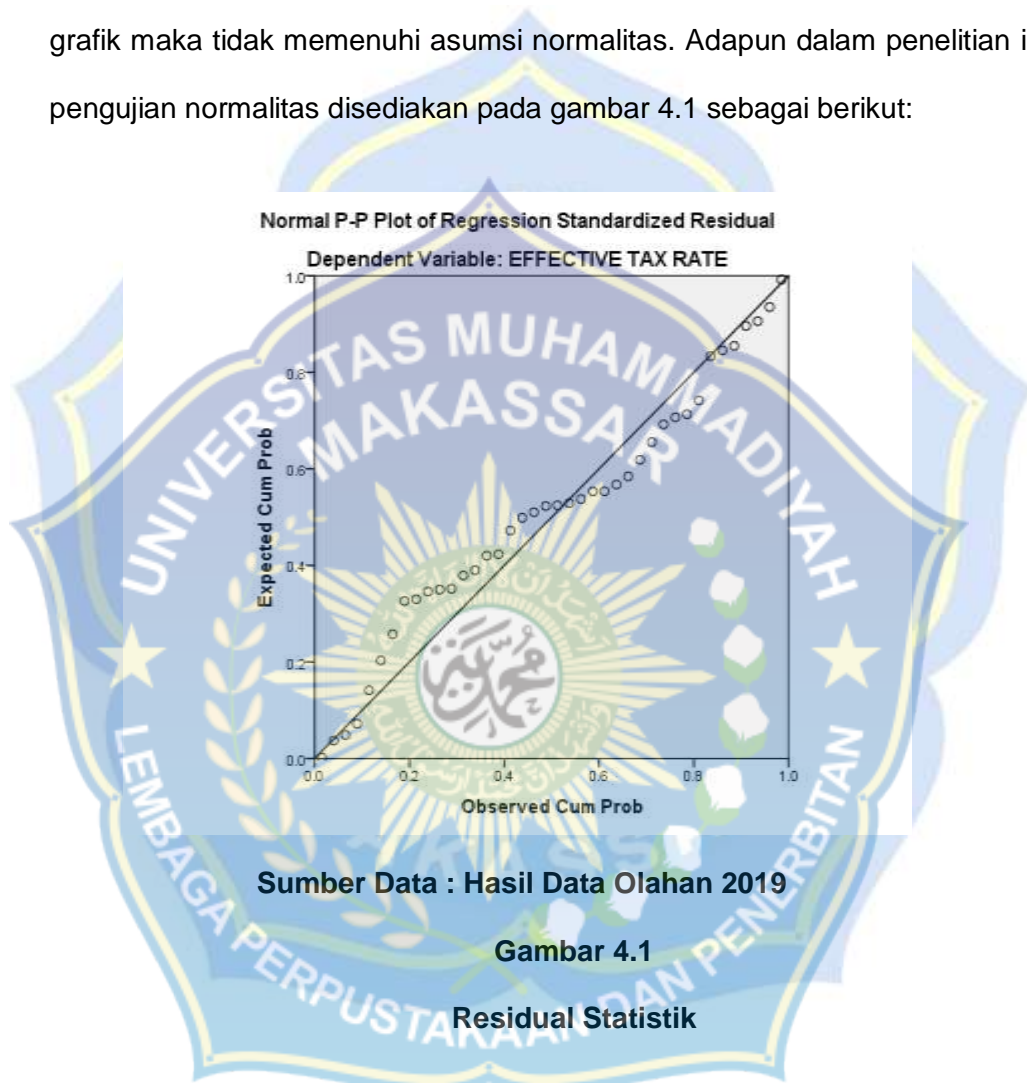 grafik maka tidak memenuhi asumsi normalitas. Adapun dalam penelitian i
pengujian normalitas disediakan pada gambar 4.1 sebagai berikut:
Normal P-P Plot of Regression Standardized Residual
Dependent Variable: EFFECTIVE TAX RATE
1.0
0.8
0.6
0.4
0.2
0.0
Expected Cum Prob
0.0 0.2 0.4 0.6 0.8 1.0
Observed Cum Prob
UNIVERSITAS MUHAMMADIYAH
MAKASSAR
محمدية
LEMBAGA PERPUSTAKAAN DAN PENERBITAN
Sumber Data : Hasil Data Olahan 2019
Gambar 4.1
Residual Statistik